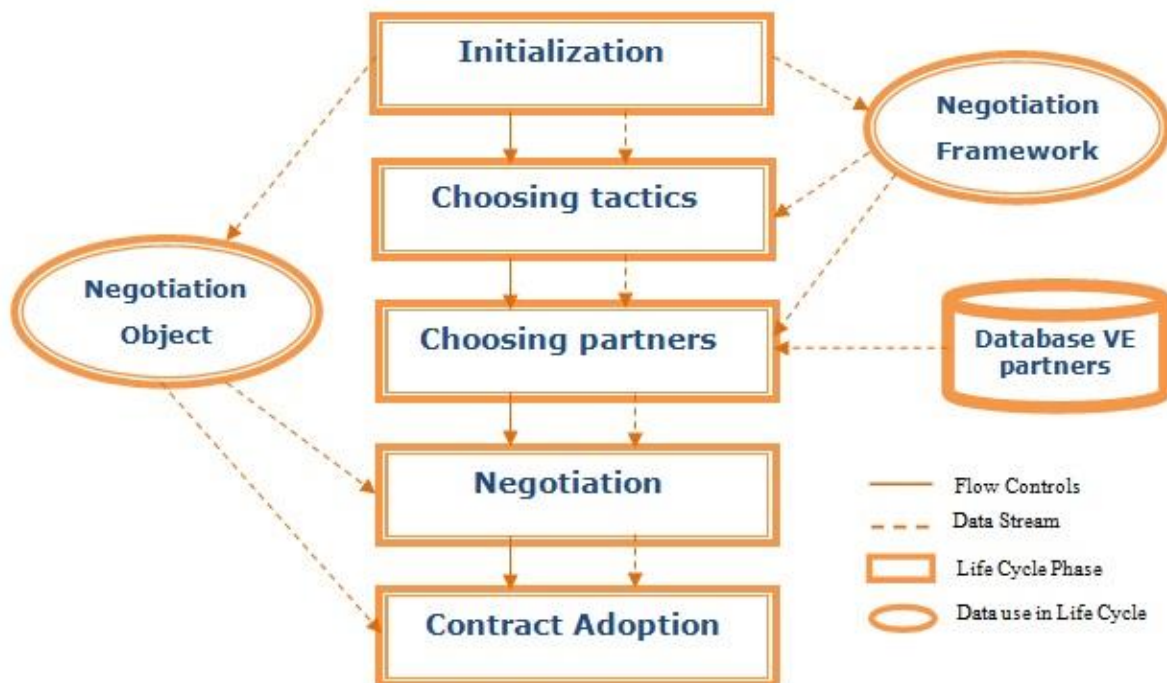 Initialization
Negotiation
Framework
Choosing tactics
Negotiation
Object
Choosing partners
Database VE
partners
Negotiation
Flow Controls
Data Stream
Life Cycle Phase
Data use in Life Cycle
Contract Adoption